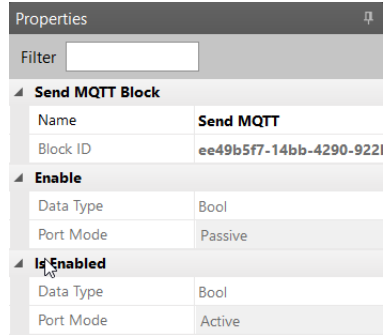 Properties
Filter
Send MQTT Block
Name Send MQTT
Block ID ee49b5f7-14bb-4290-922
Enable
Data Type Bool
Port Mode Passive
Is Enabled
Data Type Bool
Port Mode Active